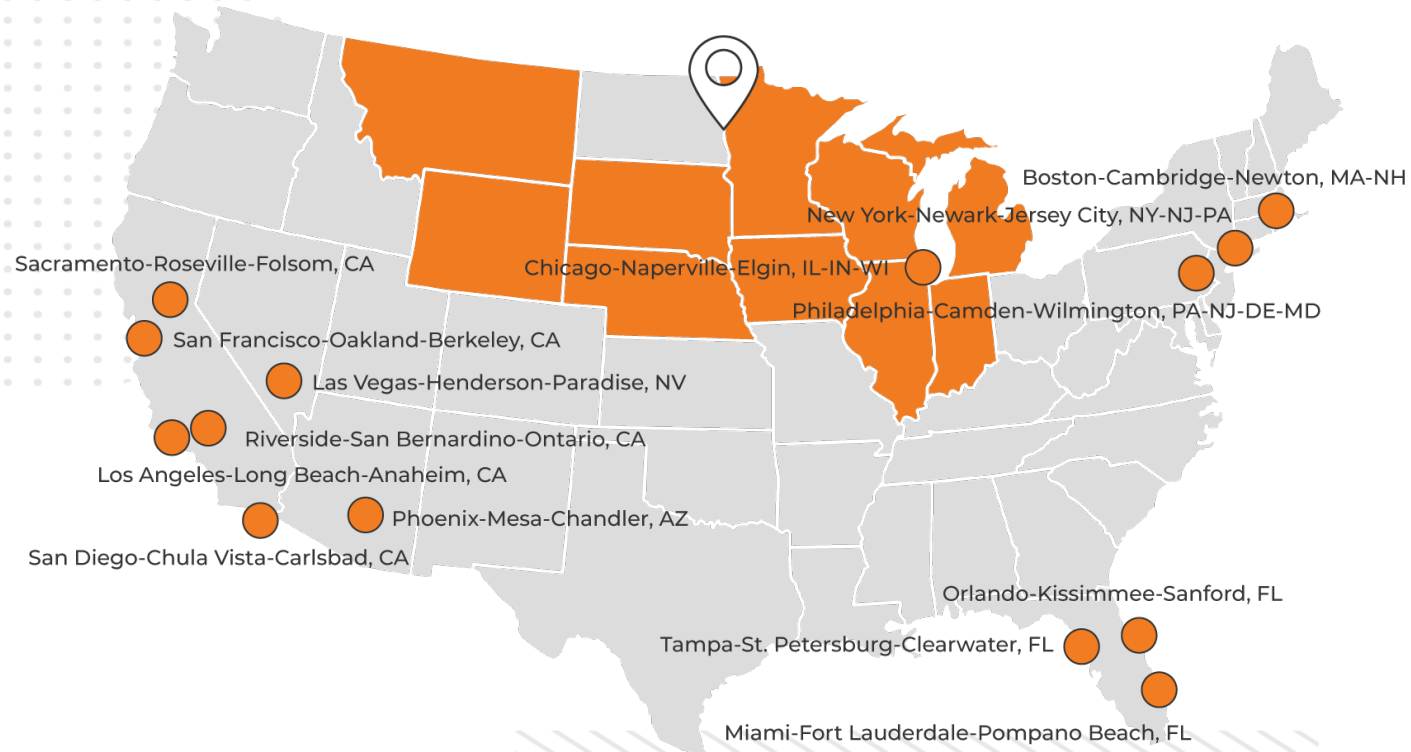 Boston-Cambridge-Newton, MA-NH
New York-Newark-Jersey City, NY-NJ-PA
Sacramento-Roseville-Folsom, CA
Chicago-Naperville-Elgin, IL-IN-WI
Philadelphia-Camden-Wilmington, PA-NJ-DE-MD
San Francisco-Oakland-Berkeley, CA
Las Vegas-Henderson-Paradise, NV
Riverside-San Bernardino-Ontario, CA
Los Angeles-Long Beach-Anaheim, CA
Phoenix-Mesa-Chandler, AZ
San Diego-Chula Vista-Carlsbad, CA
Orlando-Kissimmee-Sanford, FL
Tampa-St. Petersburg-Clearwater, FL
Miami-Fort Lauderdale-Pompano Beach, FL